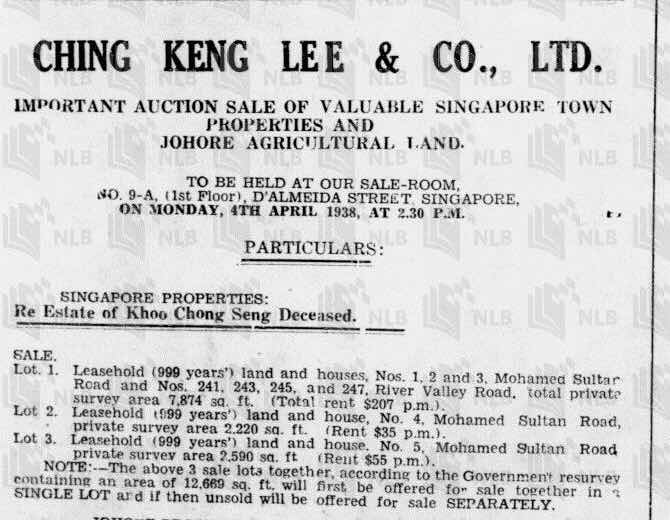 CHING KENG LEE & CO., LTD.
IMPORTANT AUCTION SALE OF VALUABLE SINGAPORE TOWN
PROPERTIES AND
JOHORE AGRICULTURAL LAND.
TO BE HELD AT OUR SALE-ROOM,
NO. 9-A, (1st Floor), D'ALMEIDA STREET, SINGAPORE,
ON MONDAY, 4TH APRIL 1938, AT 2.30 P.M.
PARTICULARS:
SINGAPORE PROPERTIES:
Re Estate of Khoo Chong Seng Deceased.
SALE.
Lot. 1. Leasehold (999 years') land and houses, Nos. 1, 2 and 3, Mohamed Sultan
Road and Nos. 241, 243, 245, and 247, River Valley Road, total private
survey area 7,874 sq. ft. (Total rent $207 p.m.).
Lot 2. Leasehold (999 years') land and house, No. 4, Mohamed Sultan Road,
private survey area 2,220 sq. ft. (Rent $35 p.m.).
Lot 3. Leasehold (999 years') land and house. No. 5, Mohamed Sultan Road
private survey area 2,590 sq. ft (Rent $55 p.m.).
NOTE:—The above 3 sale lots together, according to the Government resurvey
containing an area of 12,669 sq. ft. will first be offered for sale together in a
SINGLE LOT and if then unsold will be offered for sale SEPARATELY.